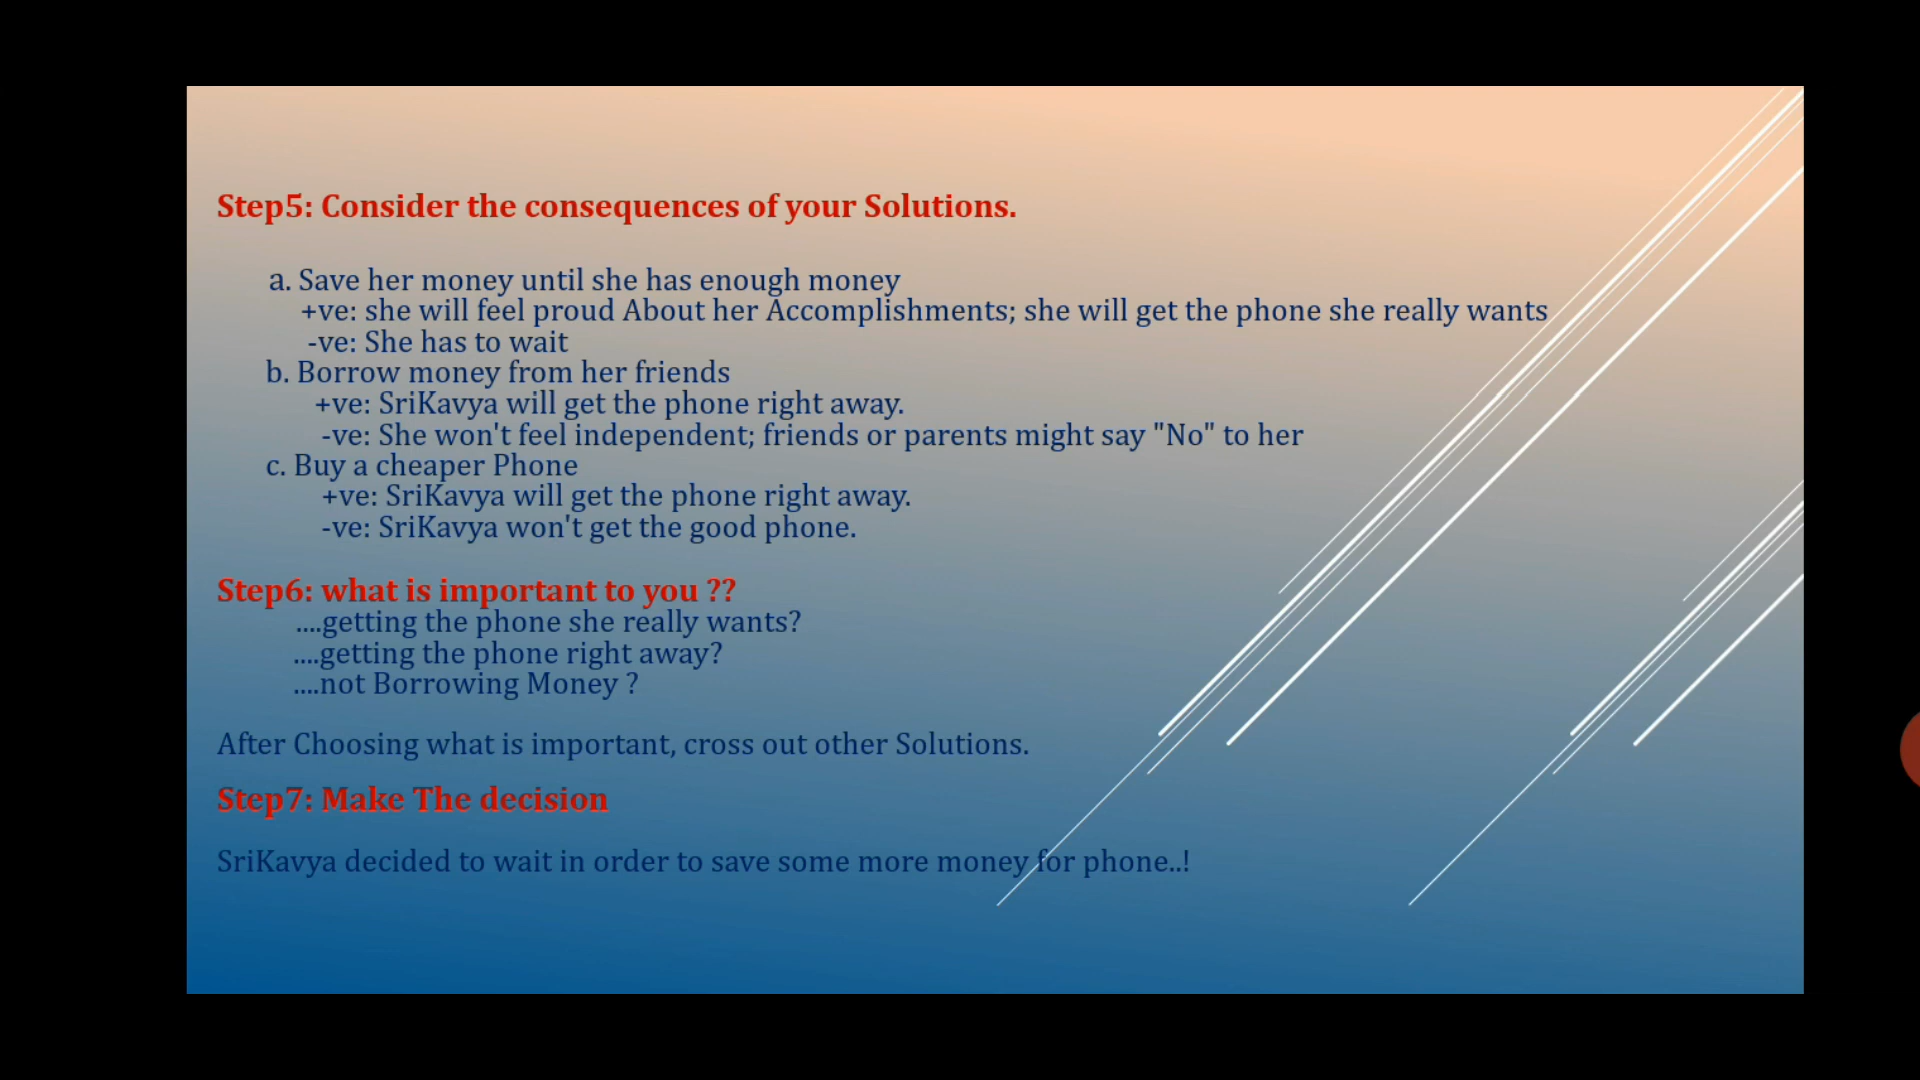 Step5: Consider the consequences of your Solutions.
a. Save her money until she has enough money
+ve: she will feel proud About her Accomplishments; she will get the phone she really wants
-ve: She has to wait
b. Borrow money from her friends
+ve: SriKavya will get the phone right away.
-ve: She won't feel independent; friends or parents might say "No" to her
c. Buy a cheaper Phone
+ve: SriKavya will get the phone right away.
-ve: SriKavya won't get the good phone.
Step6: what is important to you ??
....getting the phone she really wants?
....getting the phone right away?
....not Borrowing Money ?
After Choosing what is important, cross out other Solutions.
Step7: Make The decision
SriKavya decided to wait in order to save some more money for phone..!